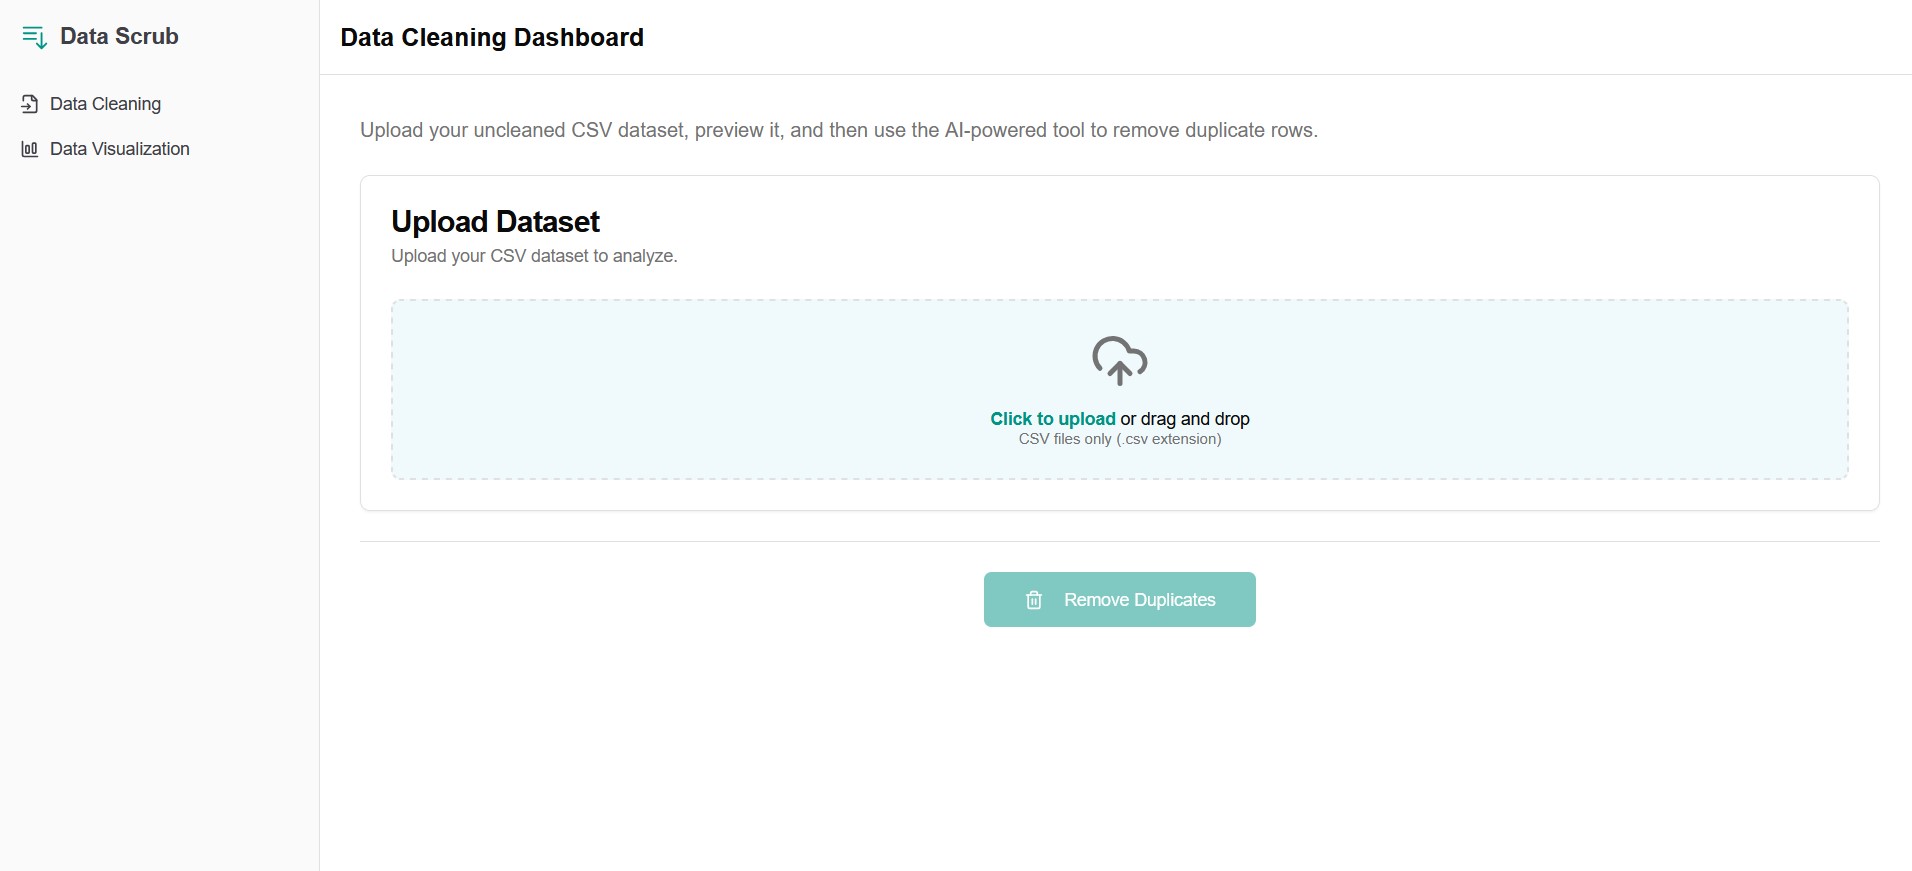 Data Scrub
Data Cleaning
Data Visualization
Data Cleaning Dashboard
Upload your uncleaned CSV dataset, preview it, and then use the AI-powered tool to remove duplicate rows.
Upload Dataset
Upload your CSV dataset to analyze.
Click to upload or drag and drop
CSV files only (.csv extension)
Remove Duplicates